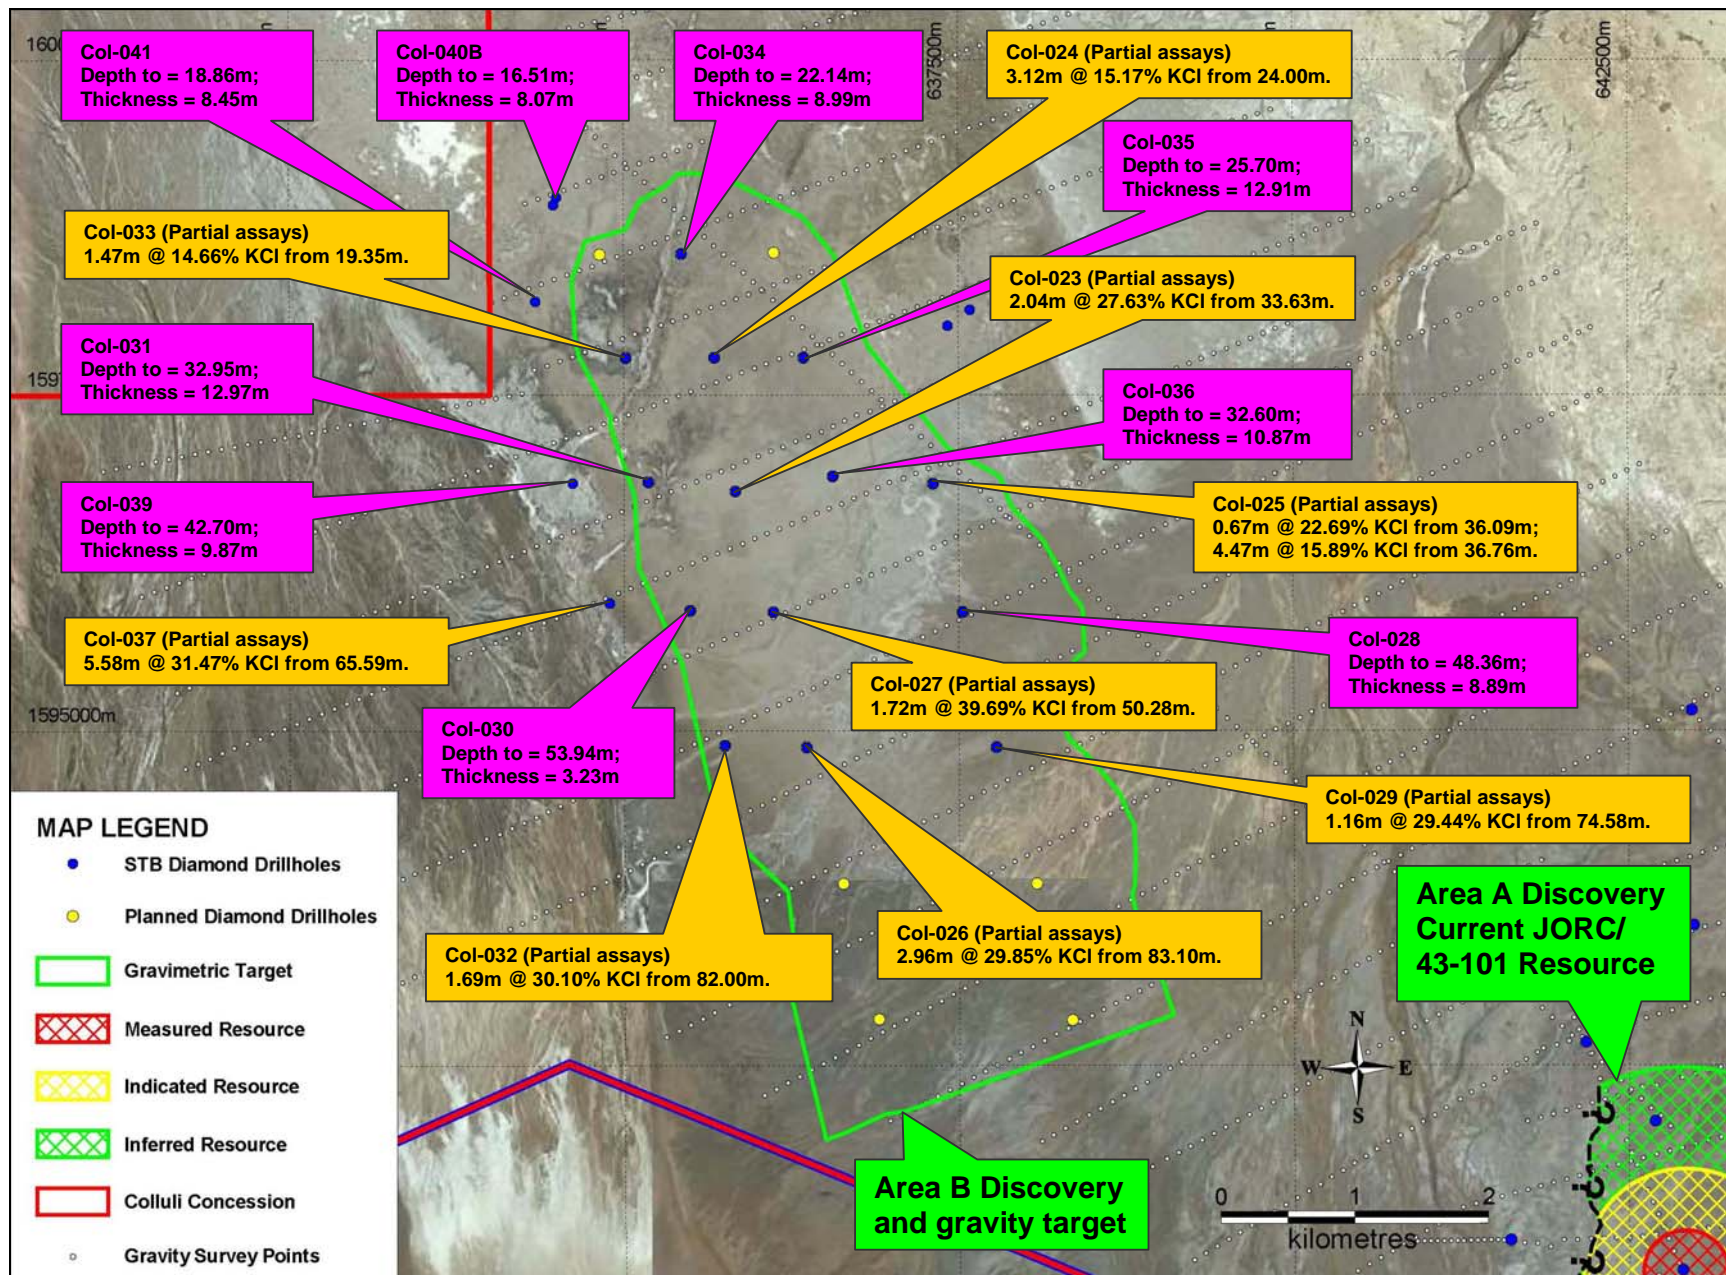 Col-041
Depth to = 18.86m;
Thickness = 8.45m
Col-040B
Depth to = 16.51m;
Thickness = 8.07m
Col-034
Depth to = 22.14m;
Thickness = 8.99m
Col-024 (Partial assays)
3.12m @ 15.17% KCl from 24.00m.
637500m
642500m
Col-035
Depth to = 25.70m;
Thickness = 12.91m
Col-033 (Partial assays)
1.47m @ 14.66% KCl from 19.35m.
Col-023 (Partial assays)
2.04m @ 27.63% KCl from 33.63m.
Col-031
Depth to = 32.95m;
Thickness = 12.97m
Col-036
Depth to = 32.60m;
Thickness = 10.87m
Col-039
Depth to = 42.70m;
Thickness = 9.87m
Col-025 (Partial assays)
0.67m @ 22.69% KCl from 36.09m;
4.47m @ 15.89% KCl from 36.76m.
Col-037 (Partial assays)
5.58m @ 31.47% KCl from 65.59m.
Col-028
Depth to = 48.36m;
Thickness = 8.89m
Col-027 (Partial assays)
1.72m @ 39.69% KCl from 50.28m.
1595000m
Col-030
Depth to = 53.94m;
Thickness = 3.23m
Col-029 (Partial assays)
1.16m @ 29.44% KCl from 74.58m.
Col-032 (Partial assays)
1.69m @ 30.10% KCl from 82.00m.
Col-026 (Partial assays)
2.96m @ 29.85% KCl from 83.10m.
Area A Discovery
Current JORC/
43-101 Resource
MAP LEGEND
STB Diamond Drillholes
Planned Diamond Drillholes
Gravimetric Target
Measured Resource
Indicated Resource
Inferred Resource
Colluli Concession
Gravity Survey Points
N
W
E
S
Area B Discovery
and gravity target
0 1 2
kilometres
?
?
?